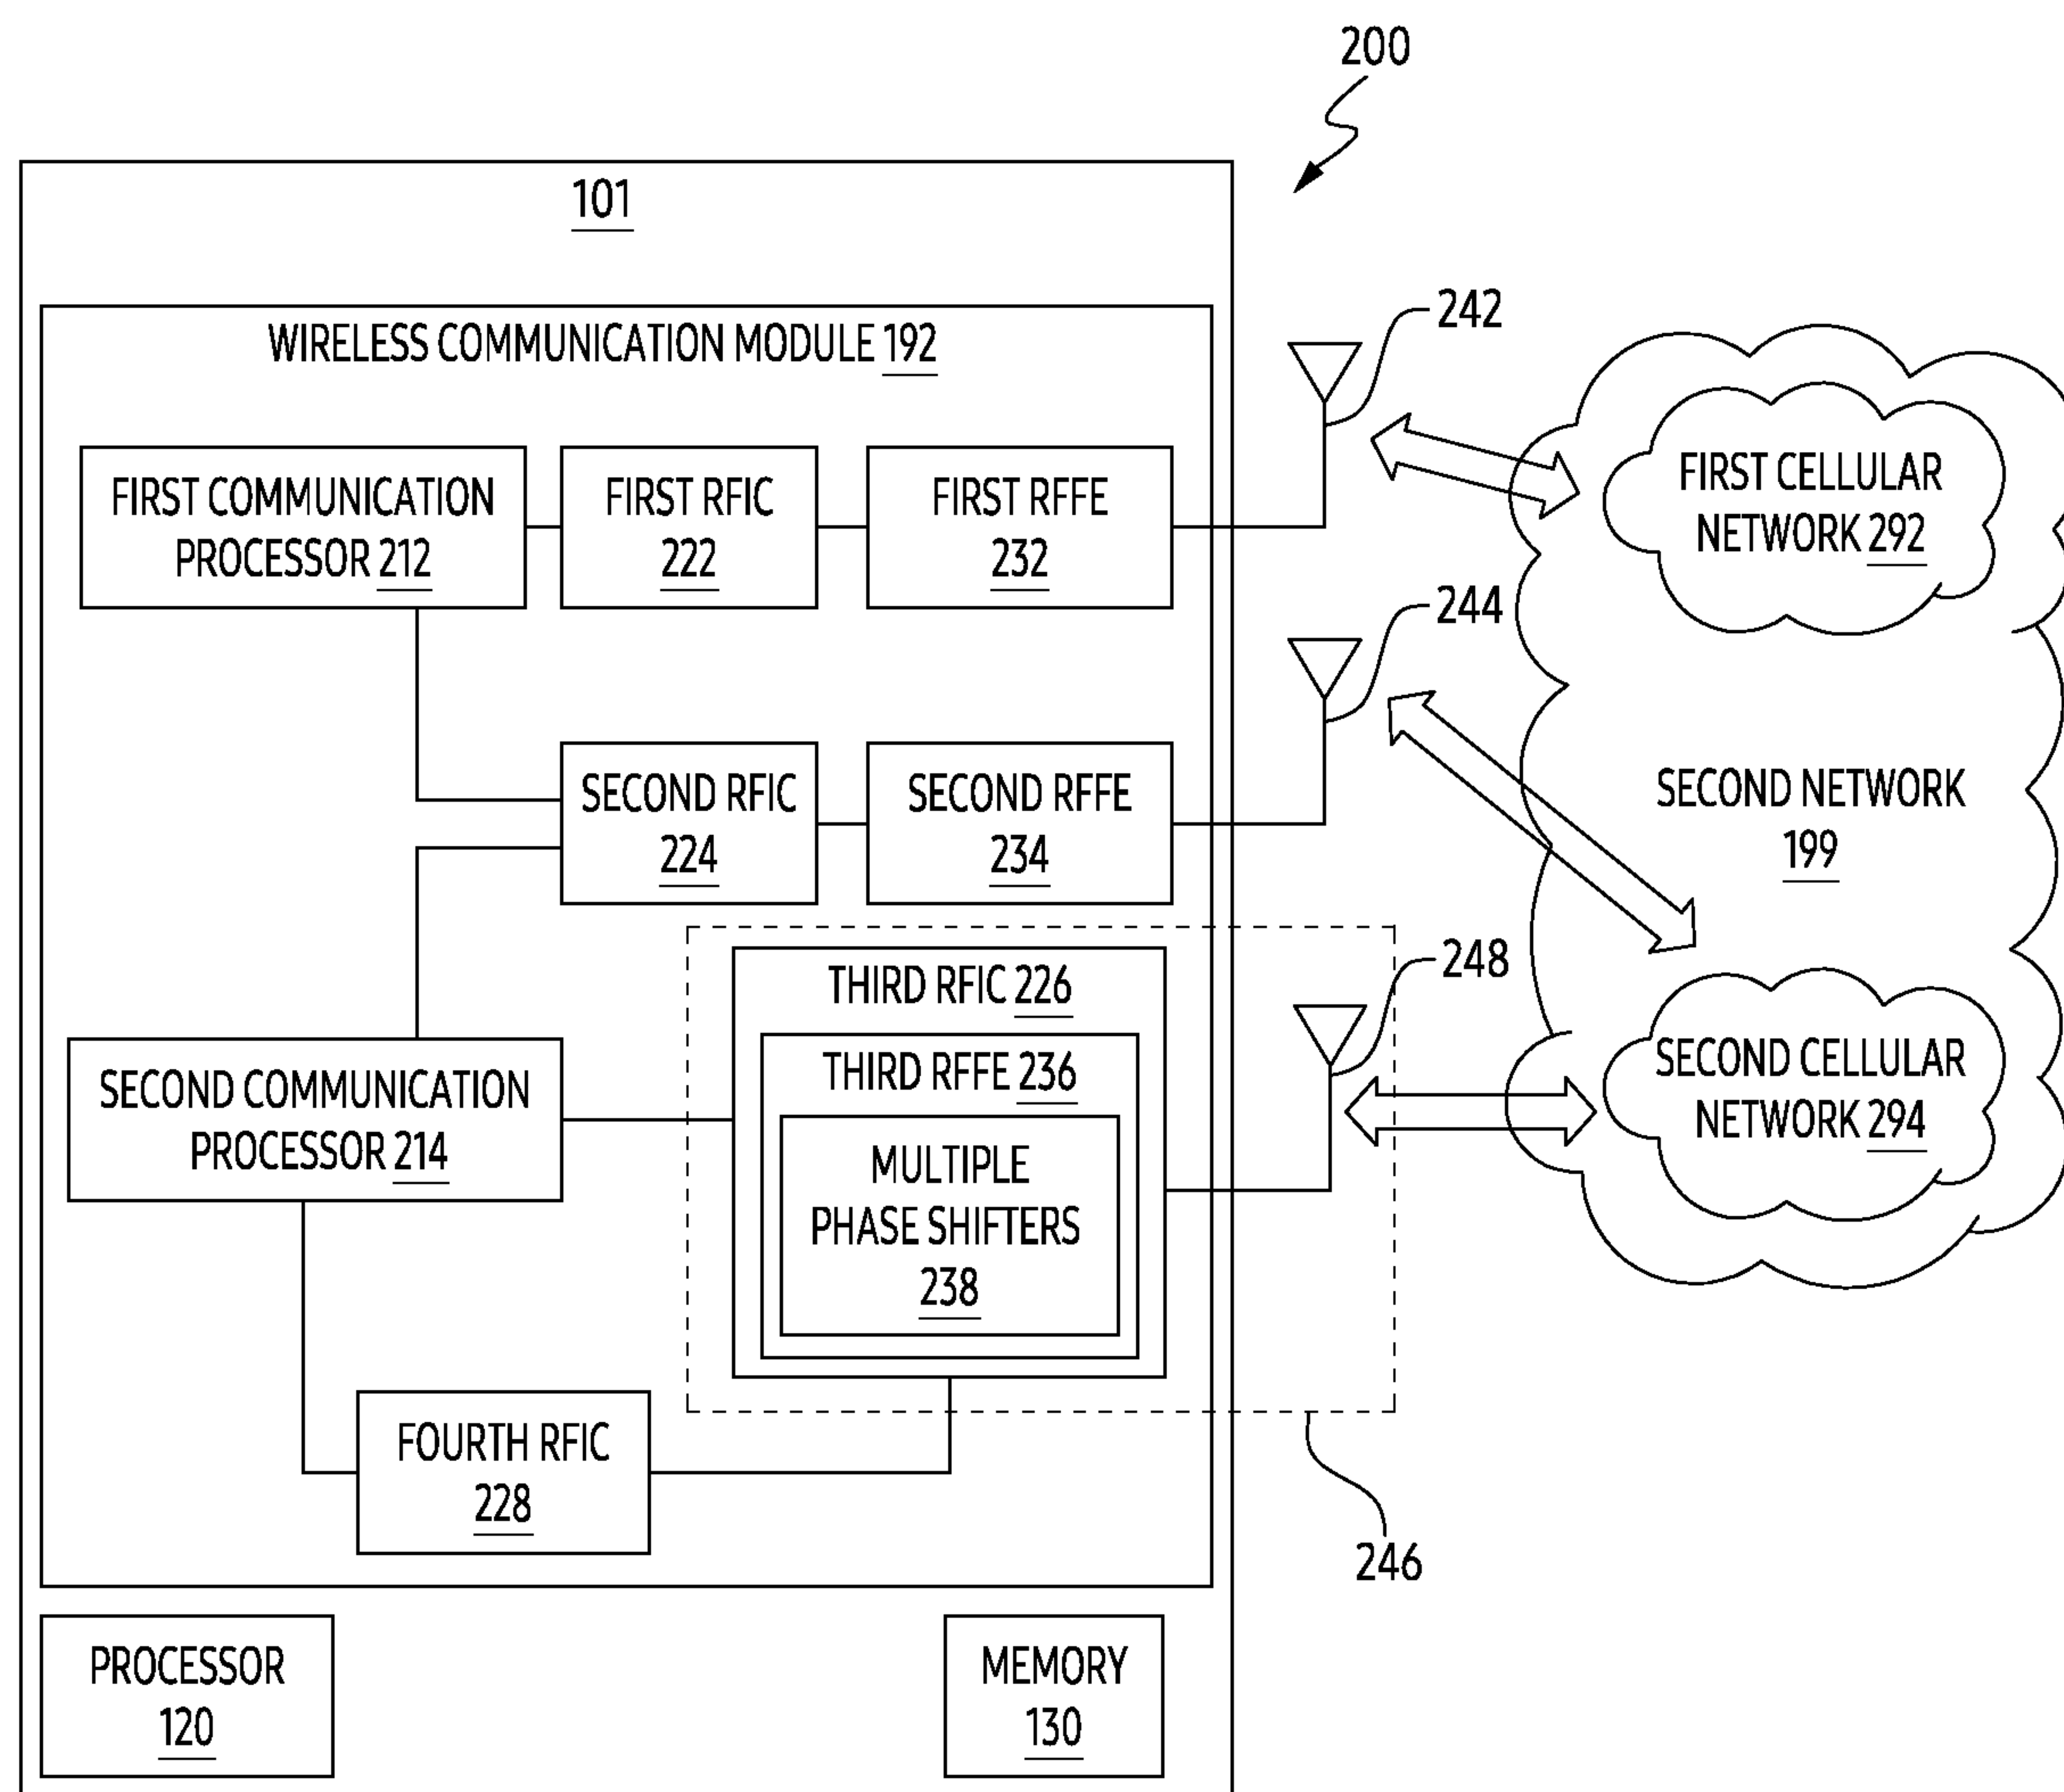 200
101
WIRELESS COMMUNICATION MODULE 192
242
FIRST COMMUNICATION
PROCESSOR 212
FIRST RFIC
222
FIRST RFFE
232
FIRST CELLULAR
NETWORK 292
244
SECOND RFIC
224
SECOND RFFE
234
SECOND NETWORK
199
248
THIRD RFIC 226
THIRD RFFE 236
MULTIPLE
PHASE SHIFTERS
238
SECOND COMMUNICATION
PROCESSOR 214
SECOND CELLULAR
NETWORK 294
FOURTH RFIC
228
246
PROCESSOR
120
MEMORY
130